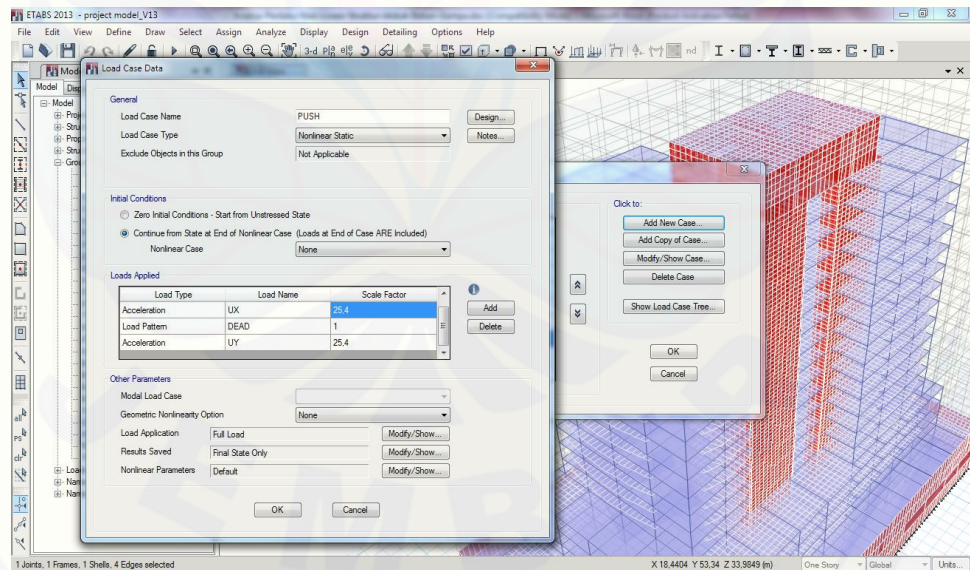 ETABS 2013 - project model_V13
File Edit View Define Draw Select Assign Analyze Display Design Detailing Options Help
3-d
nd
Model
Load Case Data
General
Load Case Name PUSH Design...
Load Case Type Nonlinear Static Notes...
Exclude Objects in this Group Not Applicable
Initial Conditions
Zero Initial Conditions - Start from Unstressed State
Continue from State at End of Nonlinear Case (Loads at End of Case ARE Included)
Nonlinear Case None
Loads Applied
Load Type Load Name Scale Factor
Acceleration UX 25,4 Add
Load Pattern DEAD 1 Delete
Acceleration UY 25,4
Other Parameters
Modal Load Case
Geometric Nonlinearity Option None
Load Application Full Load Modify/Show...
Results Saved Final State Only Modify/Show...
Nonlinear Parameters Default Modify/Show...
OK Cancel
Click to:
Add New Case...
Add Copy of Case...
Modify/Show Case...
Delete Case
Show Load Case Tree...
OK
Cancel
Model
all
ps
clr
1 Joints, 1 Frames, 1 Shells, 4 Edges selected X 18,4404 Y 53,34 Z 33,9849 (m) One Story Global Units...